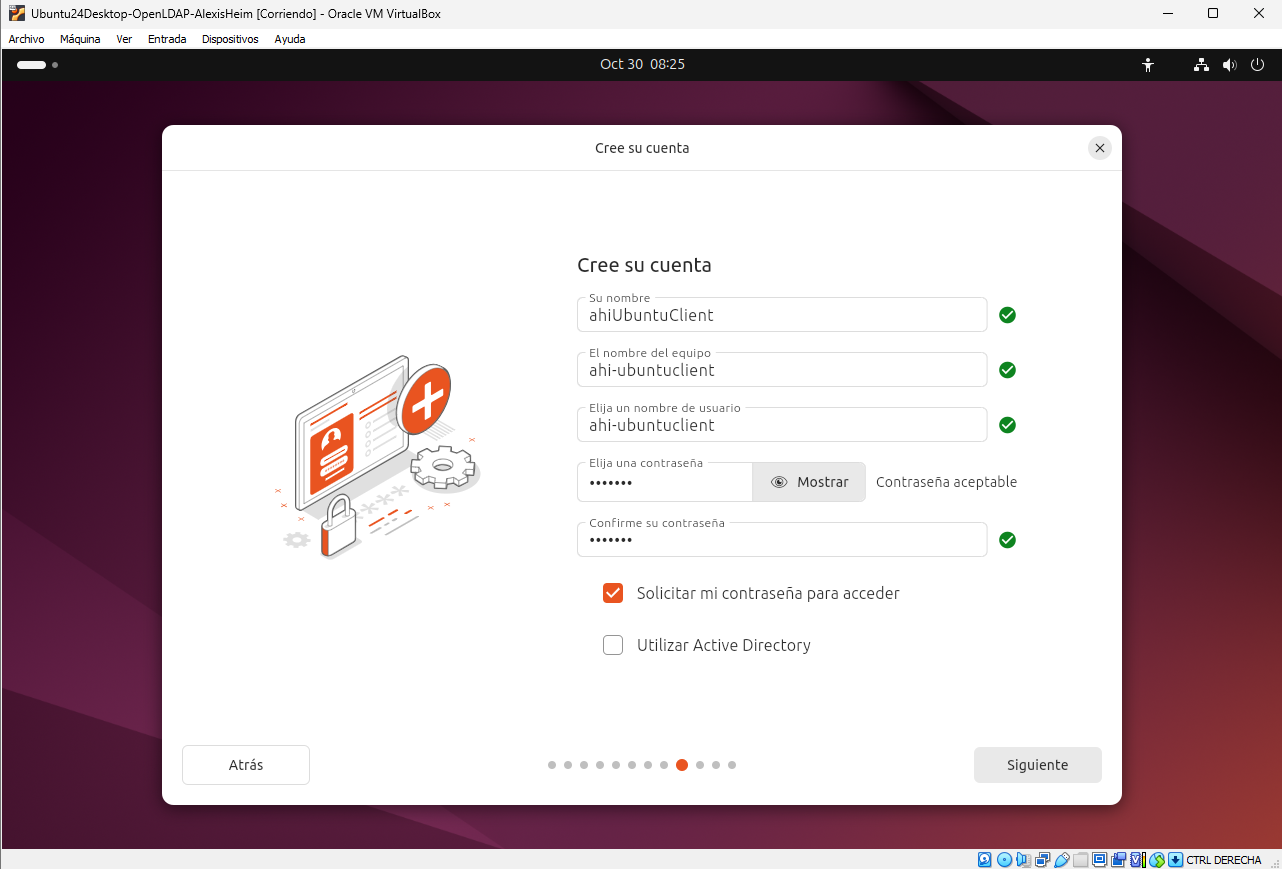 Ubuntu24Desktop-OpenLDAP-AlexisHeim [Corriendo] - Oracle VM VirtualBox
Archivo Máquina Ver Entrada Dispositivos Ayuda
Oct 30 08:25
Cree su cuenta
Cree su cuenta
Su nombre
ahiUbuntuClient
El nombre del equipo
ahi-ubuntuclient
Elija un nombre de usuario
ahi-ubuntuclient
Elija una contraseña
••••••• Mostrar Contraseña aceptable
Confirme su contraseña
•••••••
Solicitar mi contraseña para acceder
Utilizar Active Directory
Atrás Siguiente
CTRL DERECHA